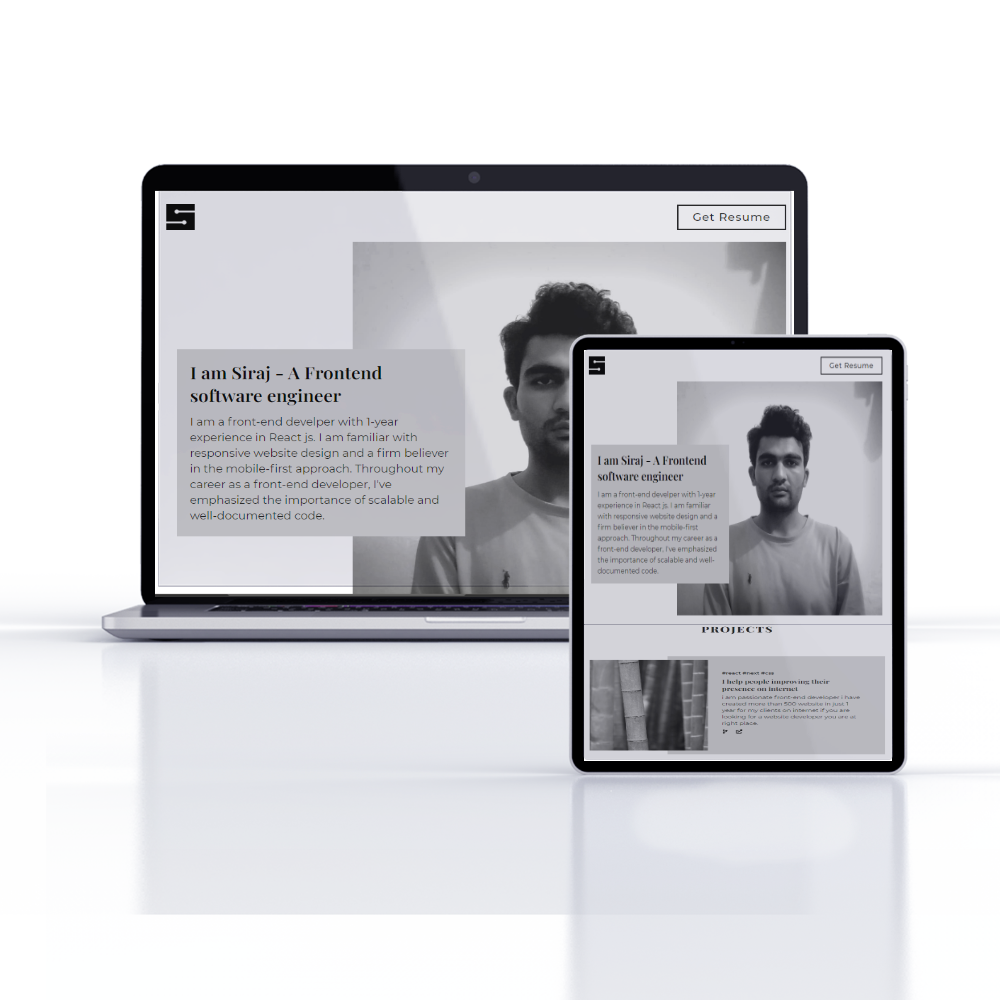 Get Resume
I am Siraj - A Frontend
software engineer
I am a front-end develper with 1-year
experience in React js. I am familiar with
responsive website design and a firm believer
in the mobile-first approach. Throughout my
career as a front-end developer, I've
emphasized the importance of scalable and
well-documented code.
Get Resume
I am Siraj - A Frontend
software engineer
I am a front-end develper with 1-year
experience in React js. I am familiar
with responsive website design and a
firm believer in the mobile-first
approach. Throughout my career as a
front-end developer, I've emphasized
the importance of scalable and well-
documented code.
PROJECTS
#react #next #css
I help people improving their
presence on internet
I am passionate front-end developer I have
created more than 500 website in just 1
year for my clients on internet if you are
looking for a website developer you are at
right place.